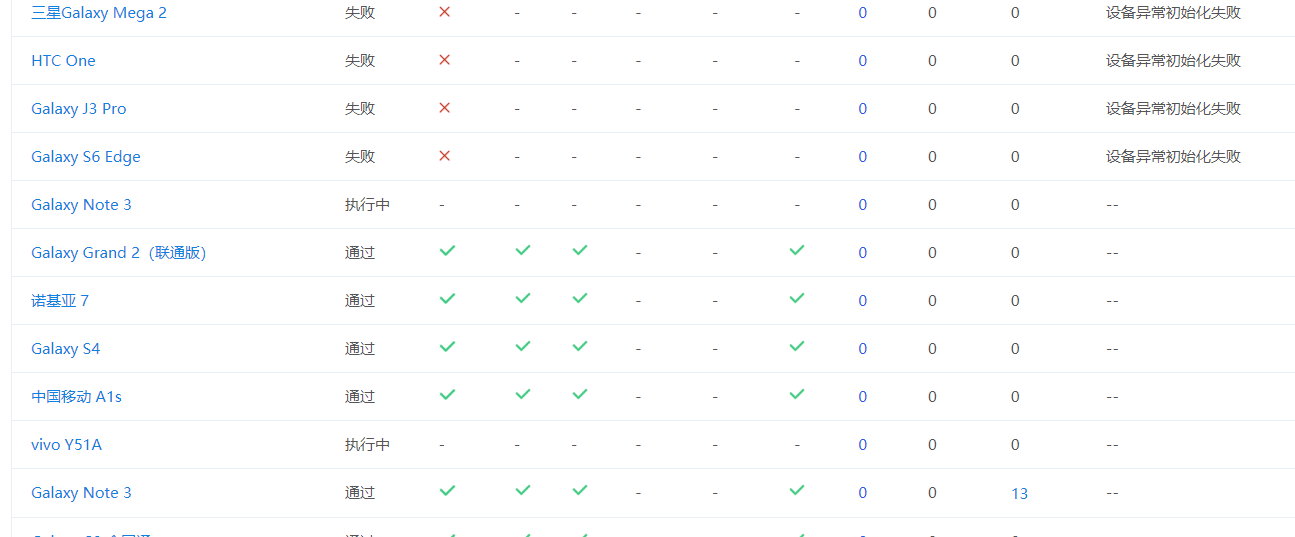 三星Galaxy Mega 2 失败 - - - - - 0 0 0 设备异常初始化失败
HTC One 失败 - - - - - 0 0 0 设备异常初始化失败
Galaxy J3 Pro 失败 - - - - - 0 0 0 设备异常初始化失败
Galaxy S6 Edge 失败 - - - - - 0 0 0 设备异常初始化失败
Galaxy Note 3 执行中 - - - - - - 0 0 0 --
Galaxy Grand 2（联通版） 通过 - - 0 0 0 --
诺基亚 7 通过 - - 0 0 0 --
Galaxy S4 通过 - - 0 0 0 --
中国移动 A1s 通过 - - 0 0 0 --
vivo Y51A 执行中 - - - - - - 0 0 0 --
Galaxy Note 3 通过 - - 0 0 13 --